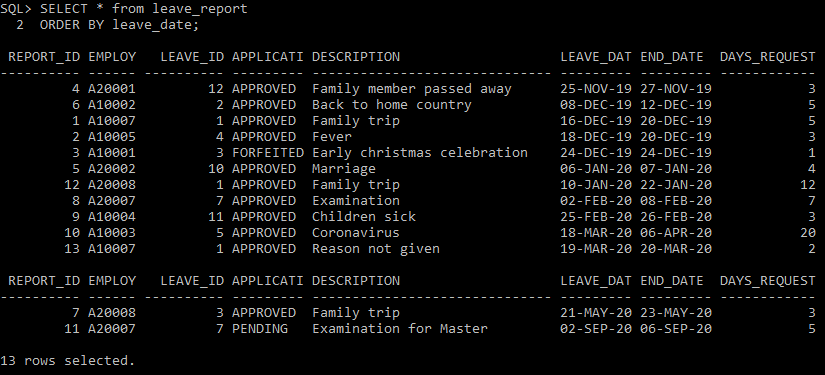 SQL> SELECT * from leave_report
  2  ORDER BY leave_date;
 REPORT_ID EMPLOY   LEAVE_ID APPLICATI DESCRIPTION                    LEAVE_DAT END_DATE  DAYS_REQUEST
---------- ------ ---------- --------- ------------------------------ --------- --------- ------------
         4 A20001         12 APPROVED  Family member passed away      25-NOV-19 27-NOV-19            3
         6 A10002          2 APPROVED  Back to home country           08-DEC-19 12-DEC-19            5
         1 A10007          1 APPROVED  Family trip                    16-DEC-19 20-DEC-19            5
         2 A10005          4 APPROVED  Fever                          18-DEC-19 20-DEC-19            3
         3 A10001          3 FORFEITED Early christmas celebration    24-DEC-19 24-DEC-19            1
         5 A20002         10 APPROVED  Marriage                       06-JAN-20 07-JAN-20            4
        12 A20008          1 APPROVED  Family trip                    10-JAN-20 22-JAN-20           12
         8 A20007          7 APPROVED  Examination                    02-FEB-20 08-FEB-20            7
         9 A10004         11 APPROVED  Children sick                  25-FEB-20 26-FEB-20            3
        10 A10003          5 APPROVED  Coronavirus                    18-MAR-20 06-APR-20           20
        13 A10007          1 APPROVED  Reason not given               19-MAR-20 20-MAR-20            2
 REPORT_ID EMPLOY   LEAVE_ID APPLICATI DESCRIPTION                    LEAVE_DAT END_DATE  DAYS_REQUEST
---------- ------ ---------- --------- ------------------------------ --------- --------- ------------
         7 A20008          3 APPROVED  Family trip                    21-MAY-20 23-MAY-20            3
        11 A20007          7 PENDING   Examination for Master         02-SEP-20 06-SEP-20            5
13 rows selected.